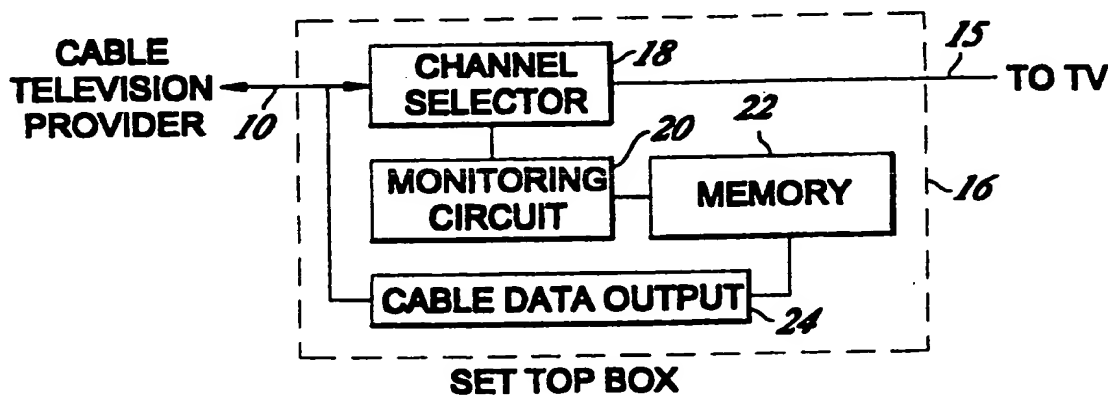 CABLE
TELEVISION
PROVIDER
10
CHANNEL
SELECTOR
18
15
TO TV
20
22
MONITORING
CIRCUIT
MEMORY
16
CABLE DATA OUTPUT
24
SET TOP BOX